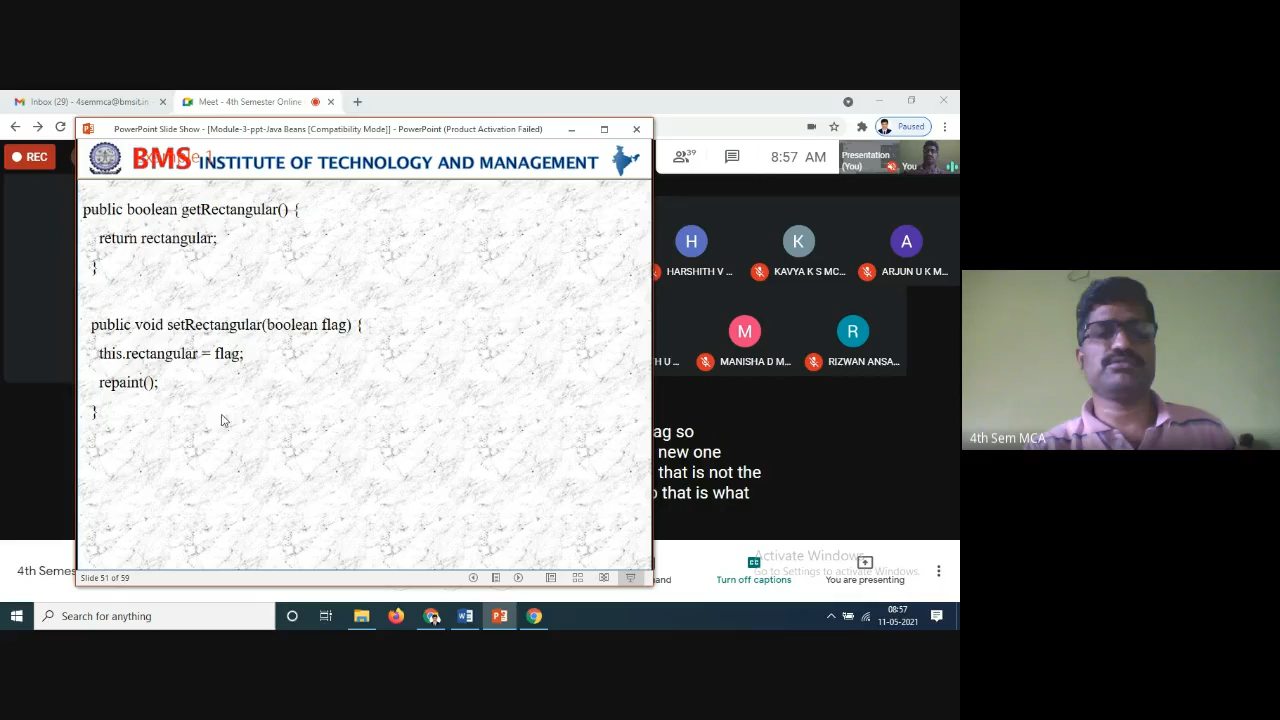 Inbox (29) - 4semmca@bmsit.in
Meet - 4th Semester Online
Paused
PowerPoint Slide Show - [Module-3-ppt-Java Beans [Compatibility Mode]] - PowerPoint (Product Activation Failed)
REC
BMS INSTITUTE OF TECHNOLOGY AND MANAGEMENT
39
8:57 AM
Presentation
(You)
You
public boolean getRectangular() {
return rectangular;
}
public void setRectangular(boolean flag) {
this.rectangular = flag;
repaint();
}
H
HARSHITH V ...
K
KAVYA K S MC...
A
ARJUN U K M...
M
MANISHA D M...
R
RIZWAN ANSA...
H U ...
4th Sem MCA
ag so
new one
that is not the
o that is what
Activate Windows
Go to Settings to activate Windows.
4th Semes
and
CC
Turn off captions
You are presenting
Slide 51 of 59
Search for anything
08:57
11-05-2021